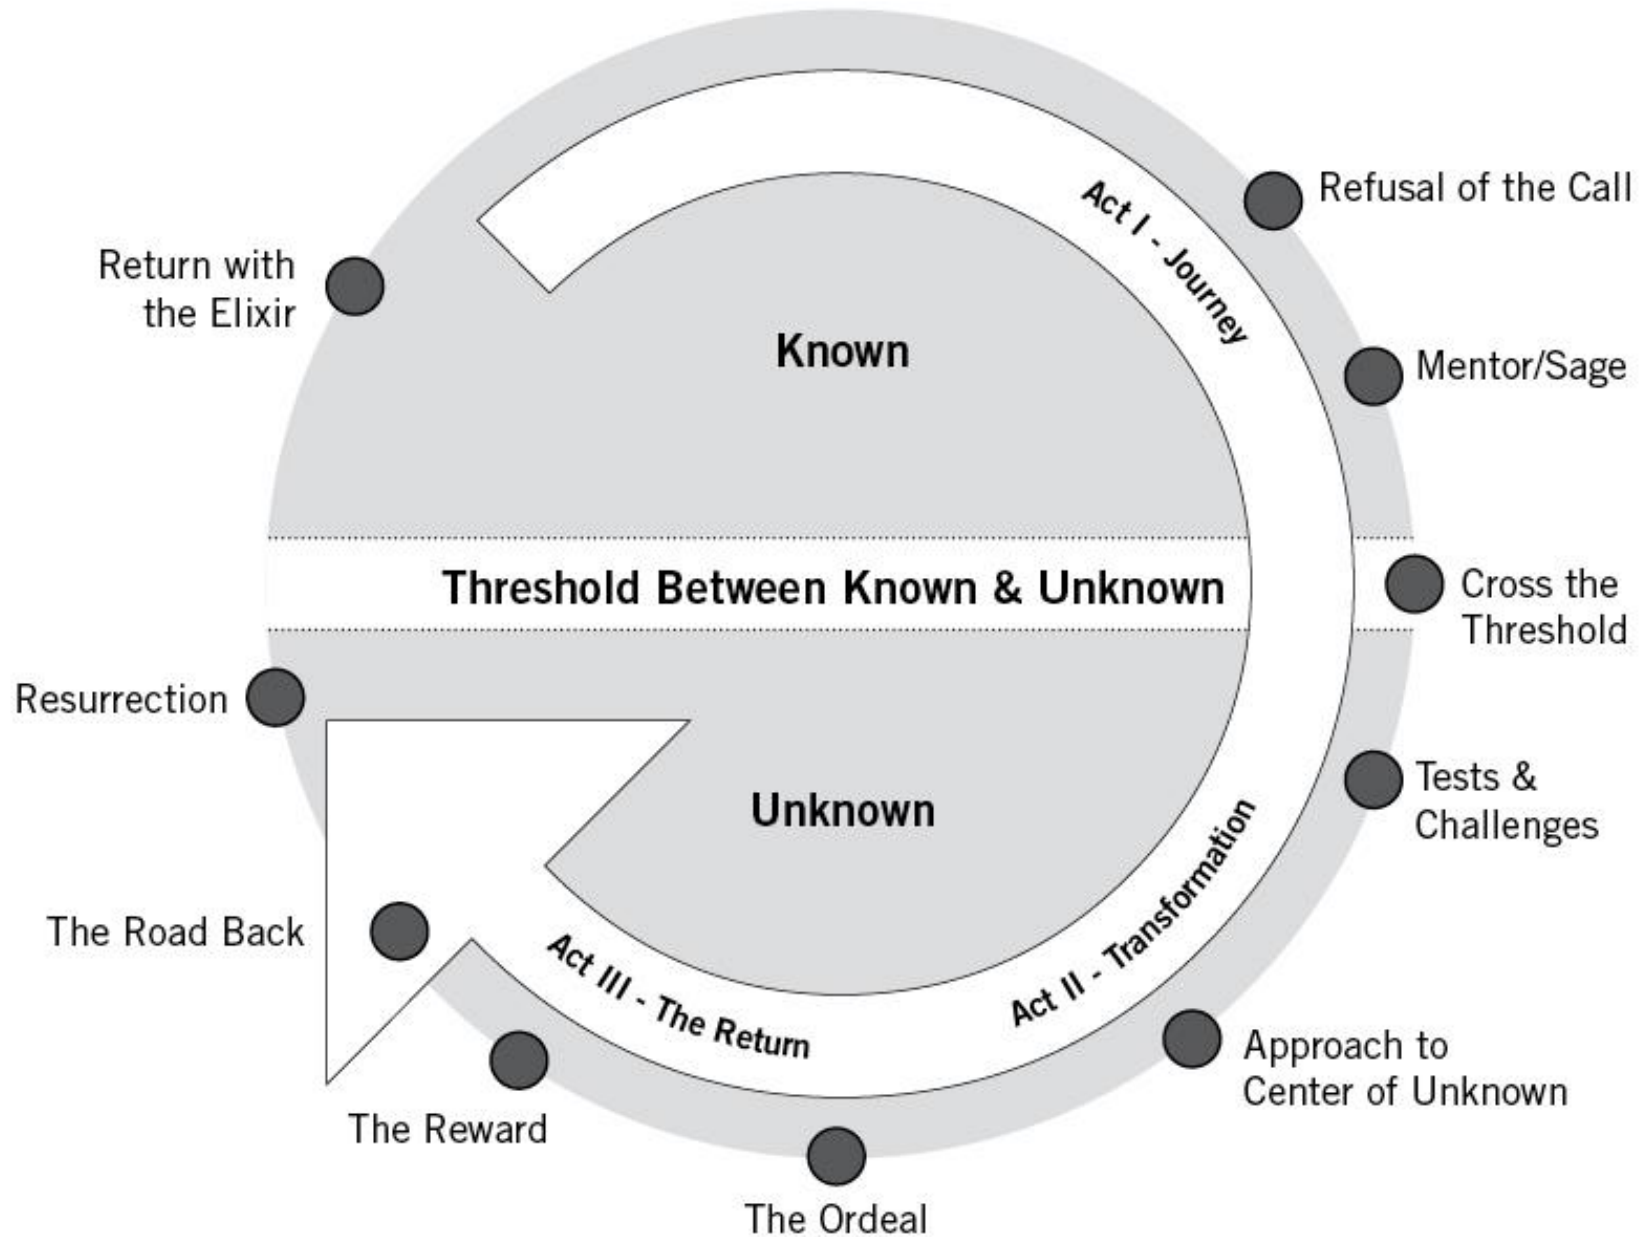 Refusal of the Call
Act I - Journey
Return with
the Elixir
Known
Mentor/Sage
Threshold Between Known & Unknown
Cross the
Threshold
Resurrection
Unknown
Tests &
Challenges
Act II - Transformation
The Road Back
Act III - The Return
Approach to
Center of Unknown
The Reward
The Ordeal